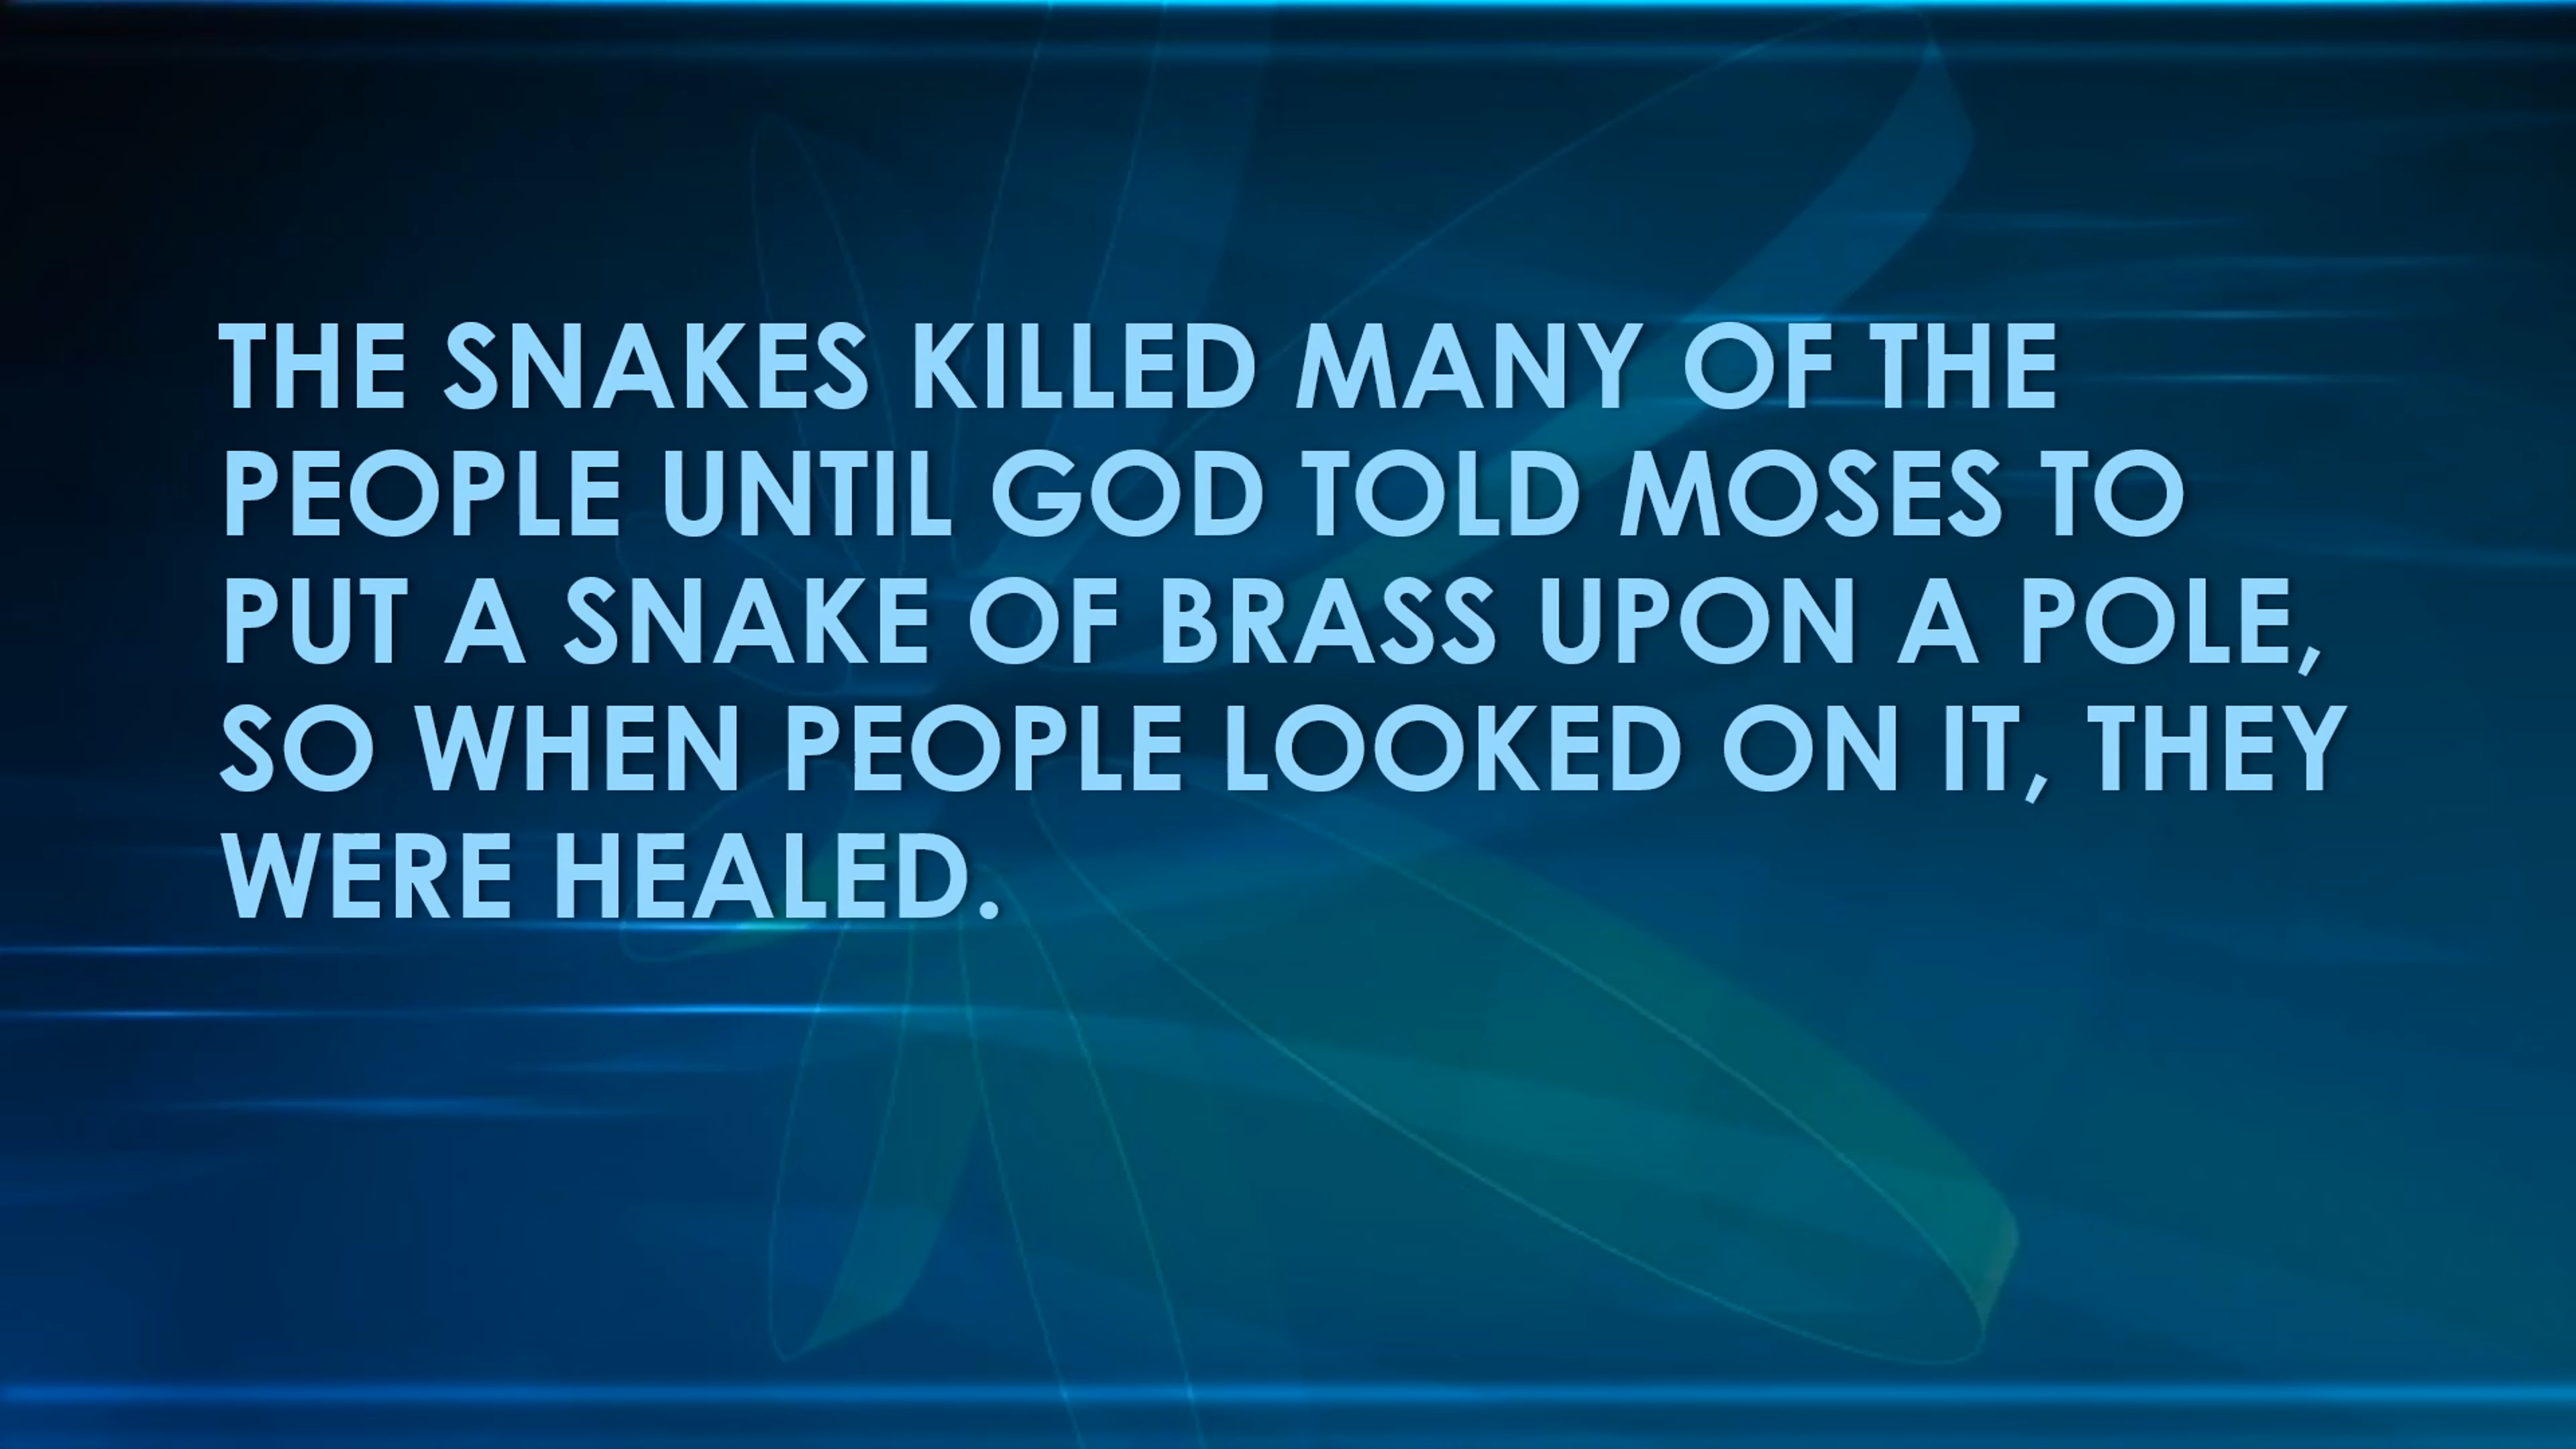 THE SNAKES KILLED MANY OF THE
PEOPLE UNTIL GOD TOLD MOSES TO
PUT A SNAKE OF BRASS UPON A POLE,
SO WHEN PEOPLE LOOKED ON IT, THEY
WERE HEALED.